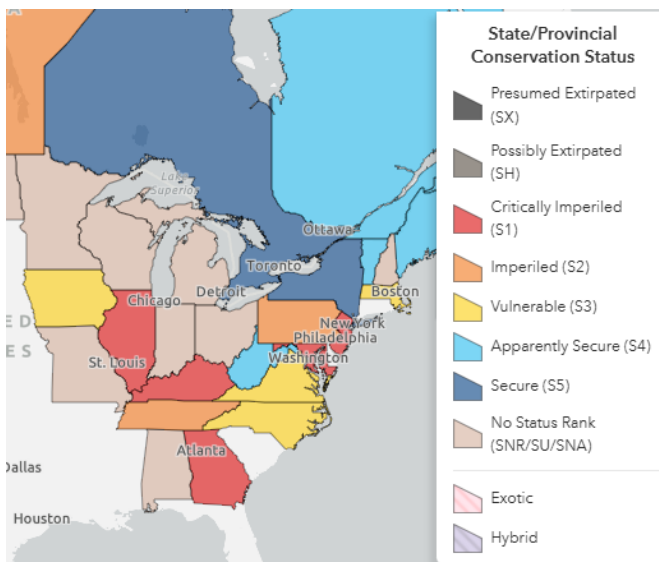 State/Provincial
Conservation Status
Presumed Extirpated
(SX)
Possibly Extirpated
(SH)
Critically Imperiled
(S1)
Imperiled (S2)
Vulnerable (S3)
Apparently Secure (S4)
Secure (S5)
No Status Rank
(SNR/SU/SNA)
Exotic
Hybrid
Lake
Superior
Ottawa
Toronto
Boston
Chicago
Detroit
New York
Philadelphia
E D
E S
St. Louis
Washington
Atlanta
Dallas
Houston